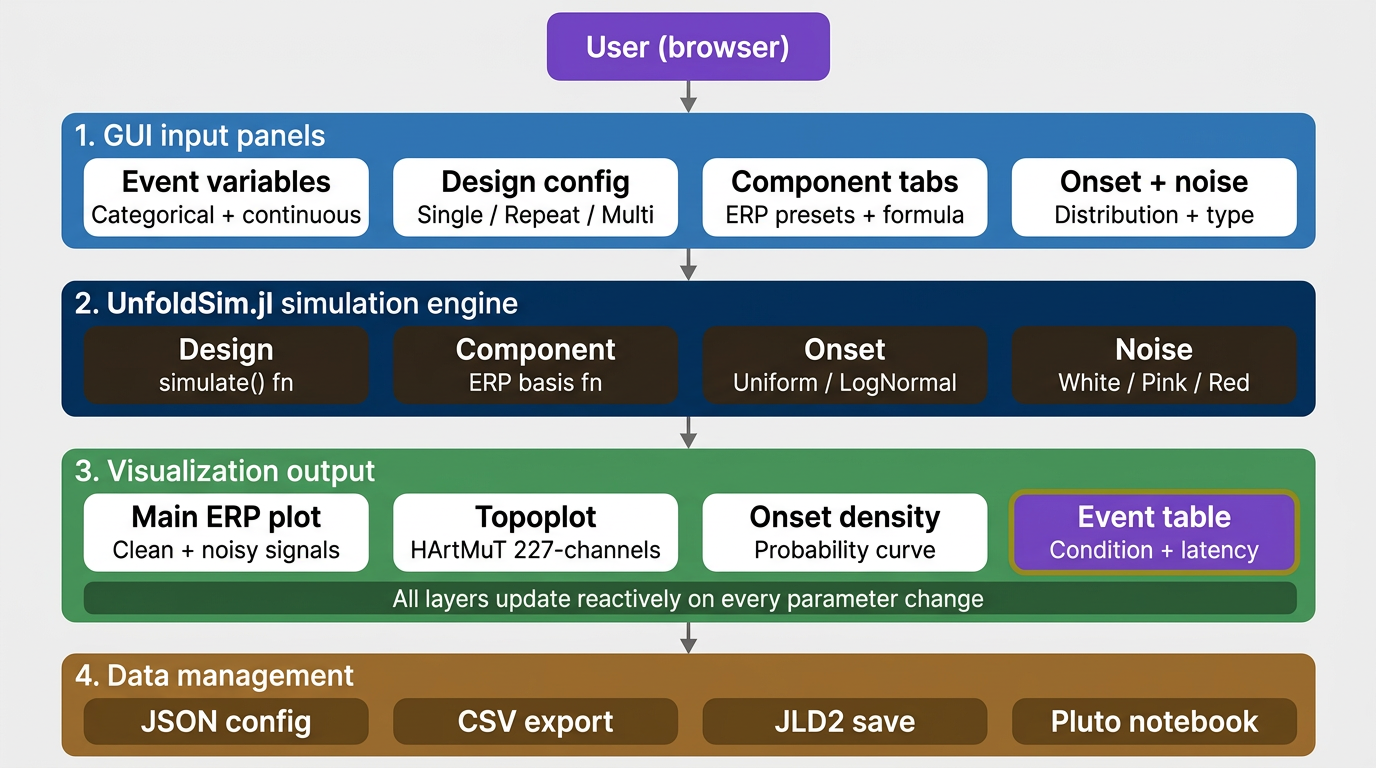 User (browser)
1. GUI input panels
Event variables
Categorical + continuous
Design config
Single / Repeat / Multi
Component tabs
ERP presets + formula
Onset + noise
Distribution + type
2. UnfoldSim.jl simulation engine
Design
simulate() fn
Component
ERP basis fn
Onset
Uniform / LogNormal
Noise
White / Pink / Red
3. Visualization output
Main ERP plot
Clean + noisy signals
Topoplot
HArtMuT 227-channels
Onset density
Probability curve
Event table
Condition + latency
All layers update reactively on every parameter change
4. Data management
JSON config
CSV export
JLD2 save
Pluto notebook